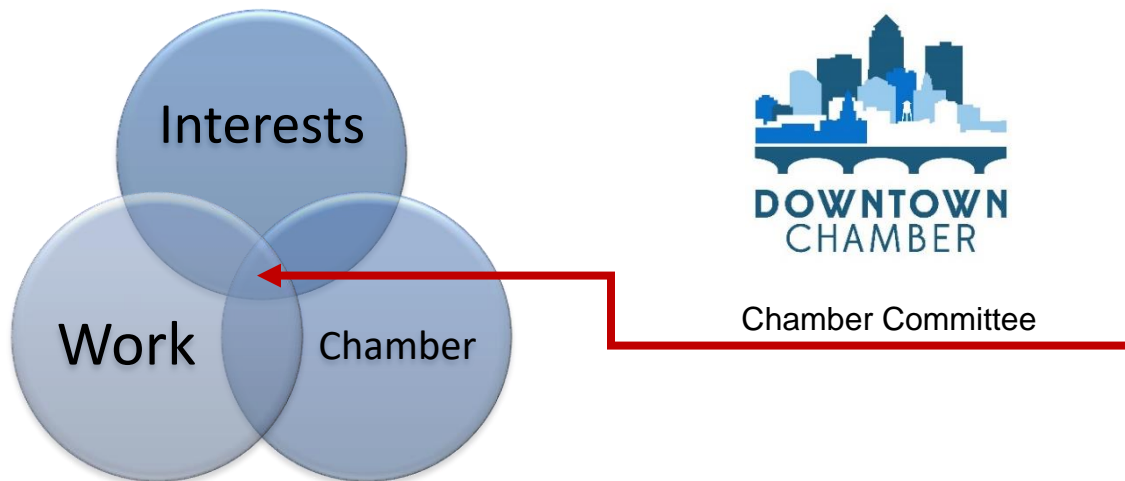 Interests
Work
Chamber
DOWNTOWN
CHAMBER
Chamber Committee